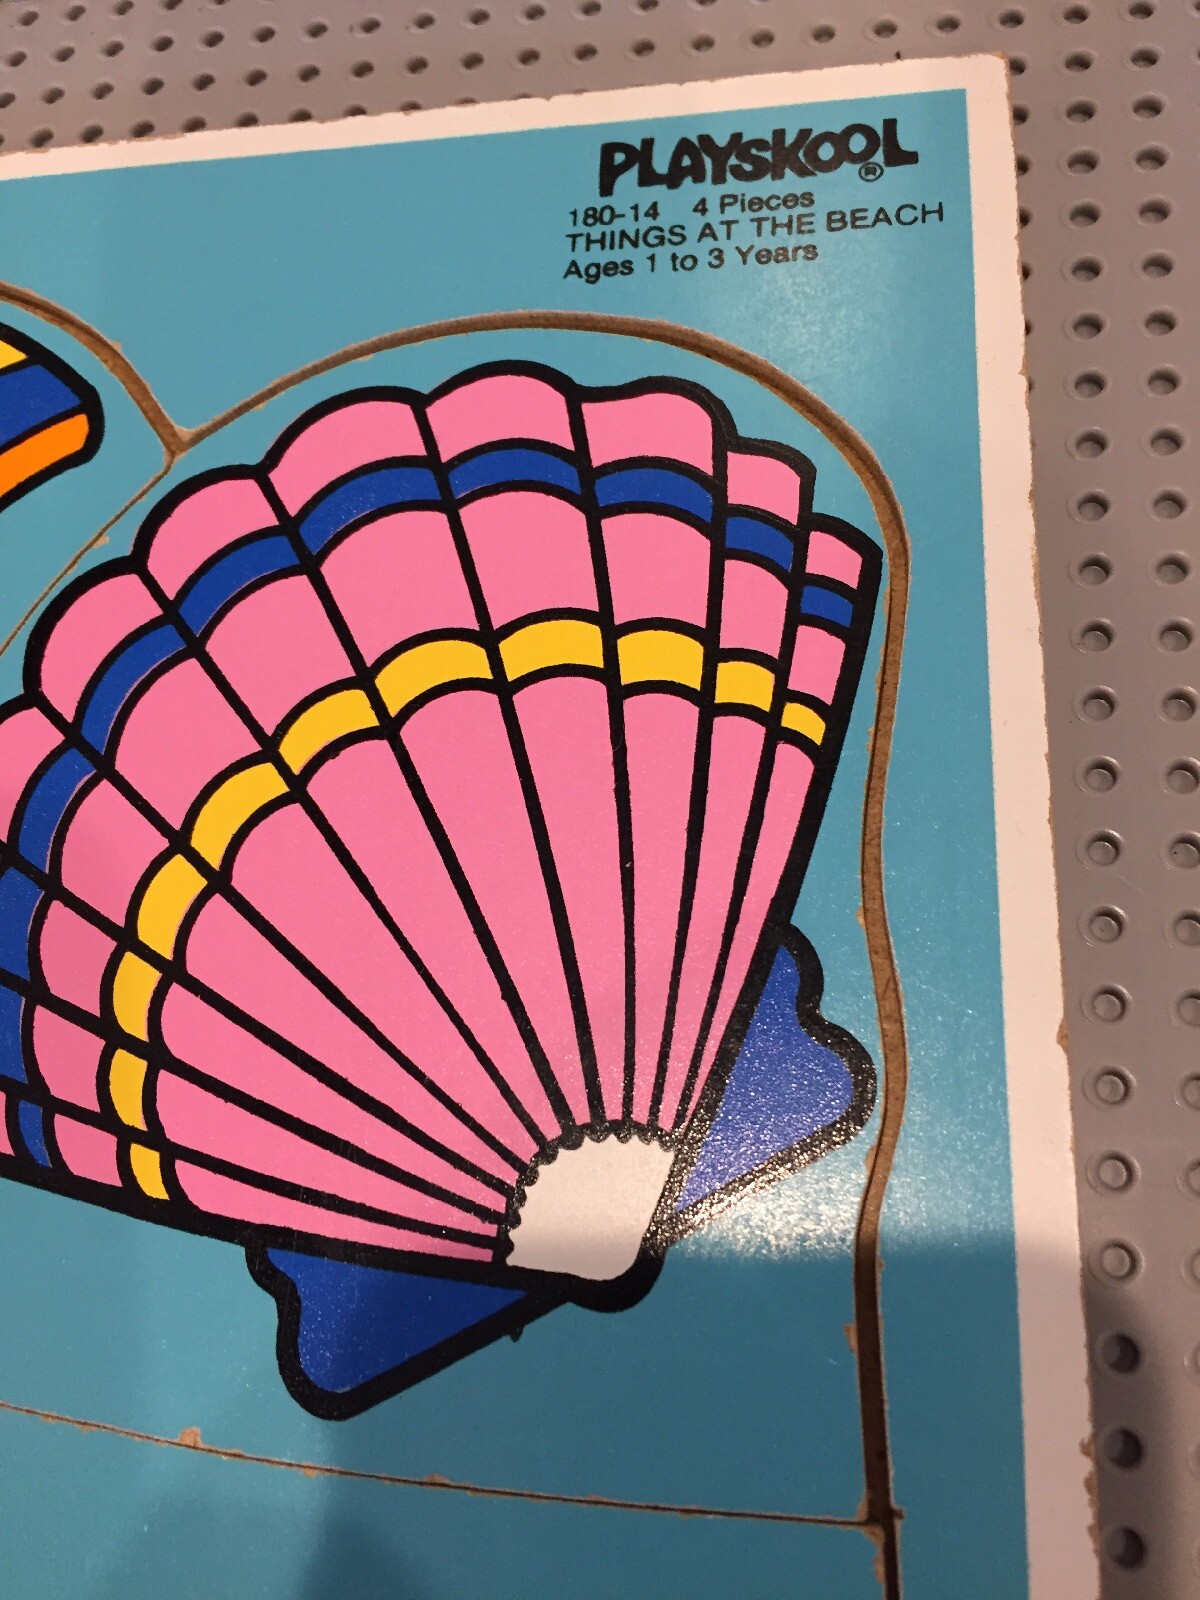 PLAYSKOOL®
180-14 4 Pieces
THINGS AT THE BEACH
Ages 1 to 3 Years